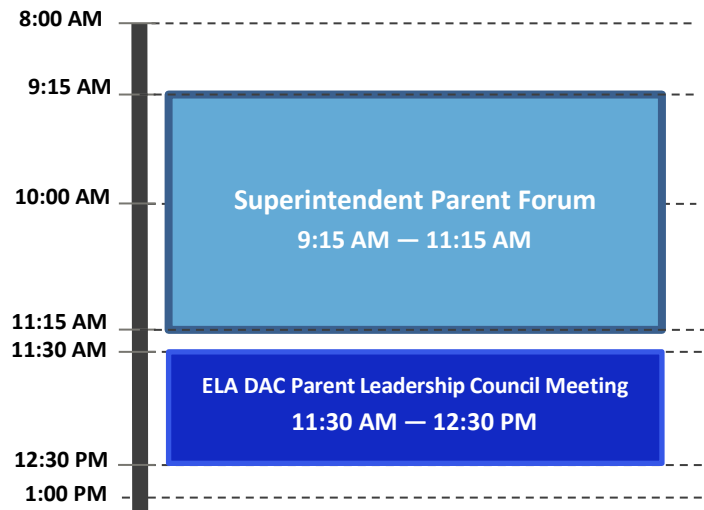 8:00 AM
9:15 AM
10:00 AM
Superintendent Parent Forum
9:15 AM — 11:15 AM
11:15 AM
11:30 AM
ELA DAC Parent Leadership Council Meeting
11:30 AM — 12:30 PM
12:30 PM
1:00 PM